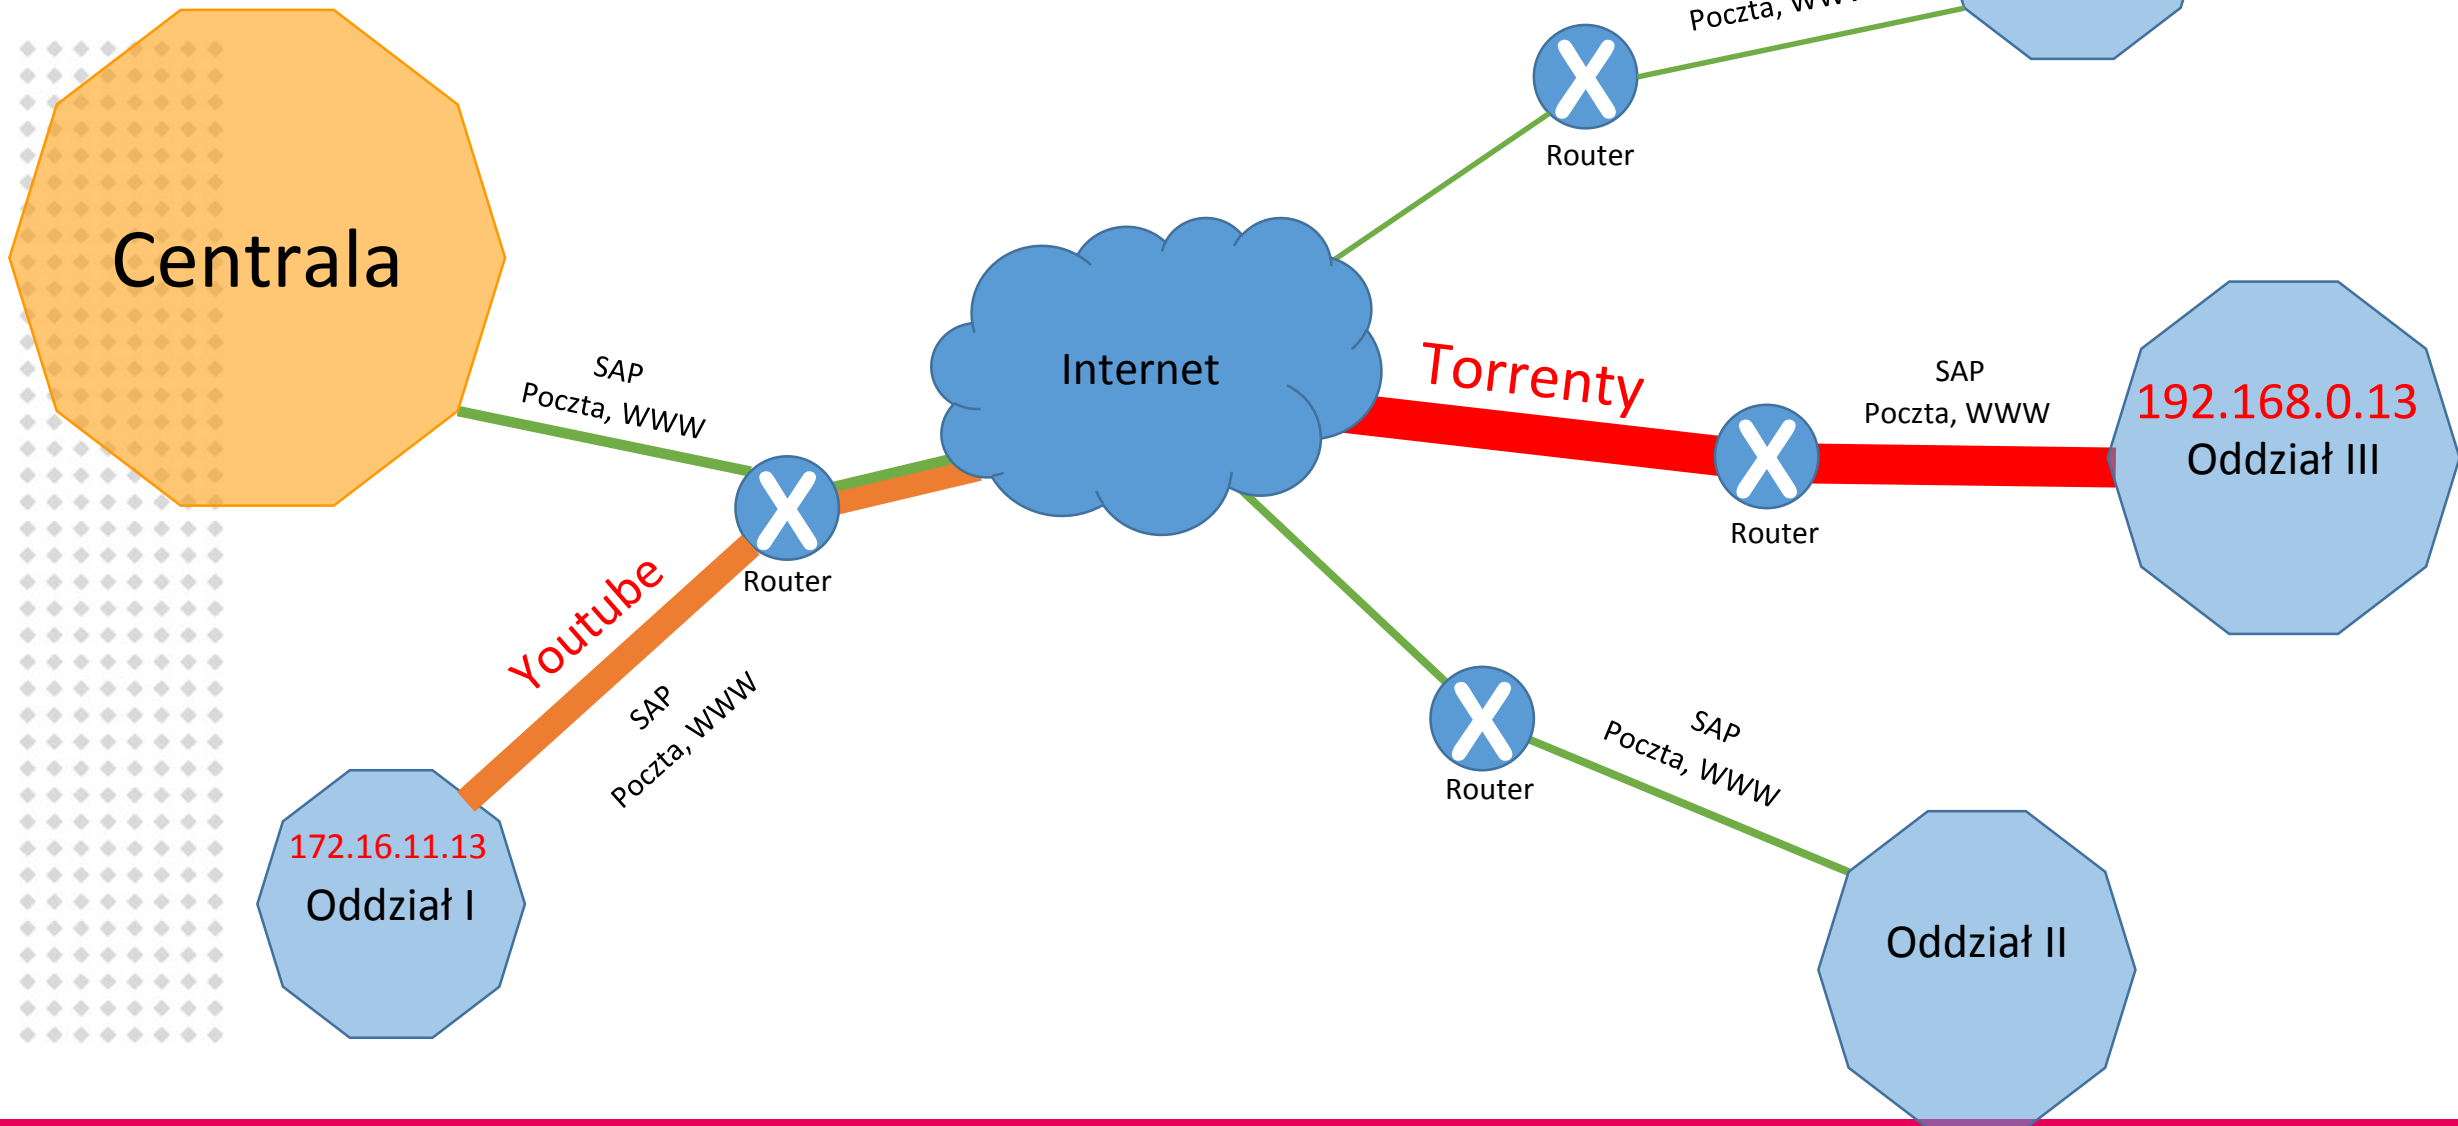 Poczta,
Router
Centrala
SAP
Poczta, WWW
Internet
Torrenty
SAP
Poczta, WWW
192.168.0.13
Oddział III
Router
Youtube
Router
SAP
Poczta, WWW
172.16.11.13
Oddział I
Router
SAP
Poczta, WWW
Oddział II